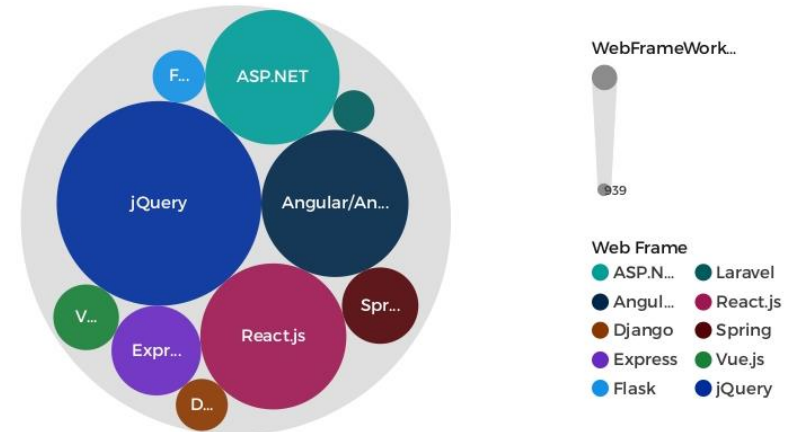 F...
ASP.NET
jQuery
Angular/An...
V...
Expr...
React.js
Spr...
D...
WebFrameWork...
939
Web Frame
ASP.N...
Laravel
Angul...
React.js
Django
Spring
Express
Vue.js
Flask
jQuery